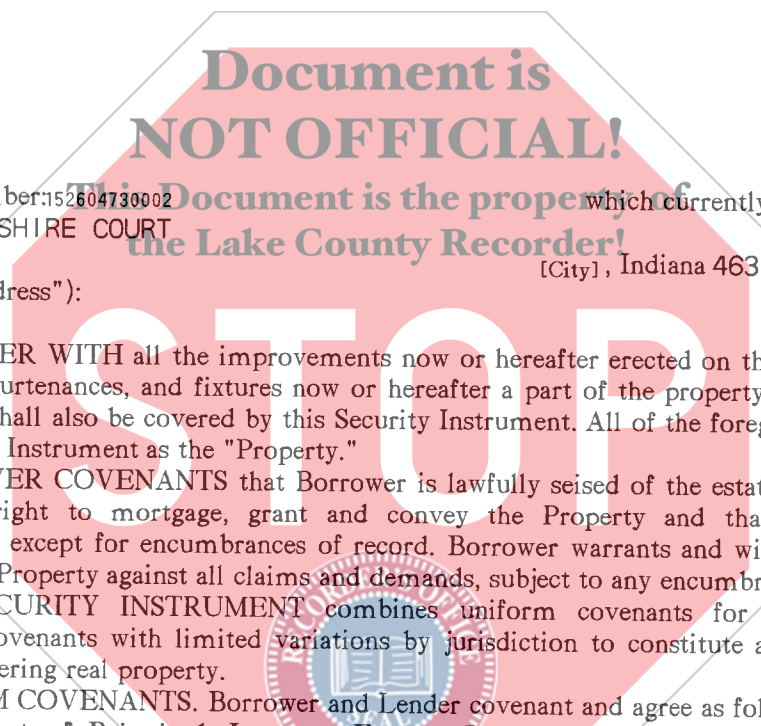 Document is
NOT OFFICIAL!
ber:152604730002 which currently
This Document is the property of
SHIRE COURT
the Lake County Recorder!
[City], Indiana 463
dress"):
STOP
ER WITH all the improvements now or hereafter erected on th
urtenances, and fixtures now or hereafter a part of the property
hall also be covered by this Security Instrument. All of the foreg
Instrument as the "Property."
VER COVENANTS that Borrower is lawfully seised of the estat
right to mortgage, grant and convey the Property and tha
except for encumbrances of record. Borrower warrants and wi
Property against all claims and demands, subject to any encumbr
CURITY INSTRUMENT combines uniform covenants for
ovenants with limited variations by jurisdiction to constitute a
ering real property.
M COVENANTS. Borrower and Lender covenant and agree as fol